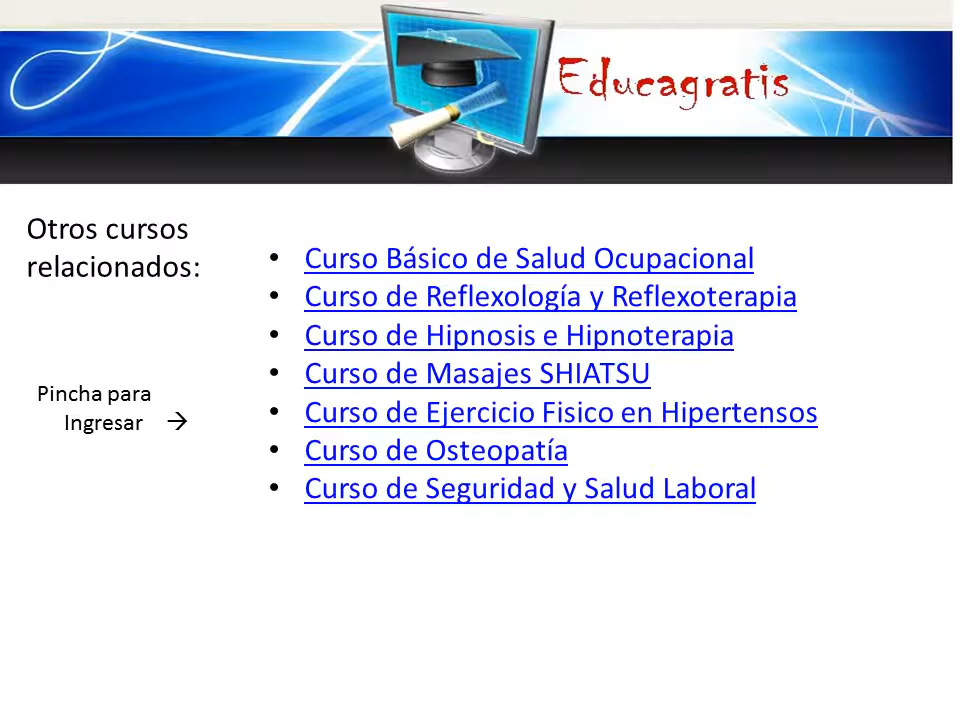 Educagratis
Otros cursos
relacionados:
• Curso Básico de Salud Ocupacional
• Curso de Reflexología y Reflexoterapia
• Curso de Hipnosis e Hipnoterapia
• Curso de Masajes SHIATSU
• Curso de Ejercicio Fisico en Hipertensos
• Curso de Osteopatía
• Curso de Seguridad y Salud Laboral
Pincha para
Ingresar →